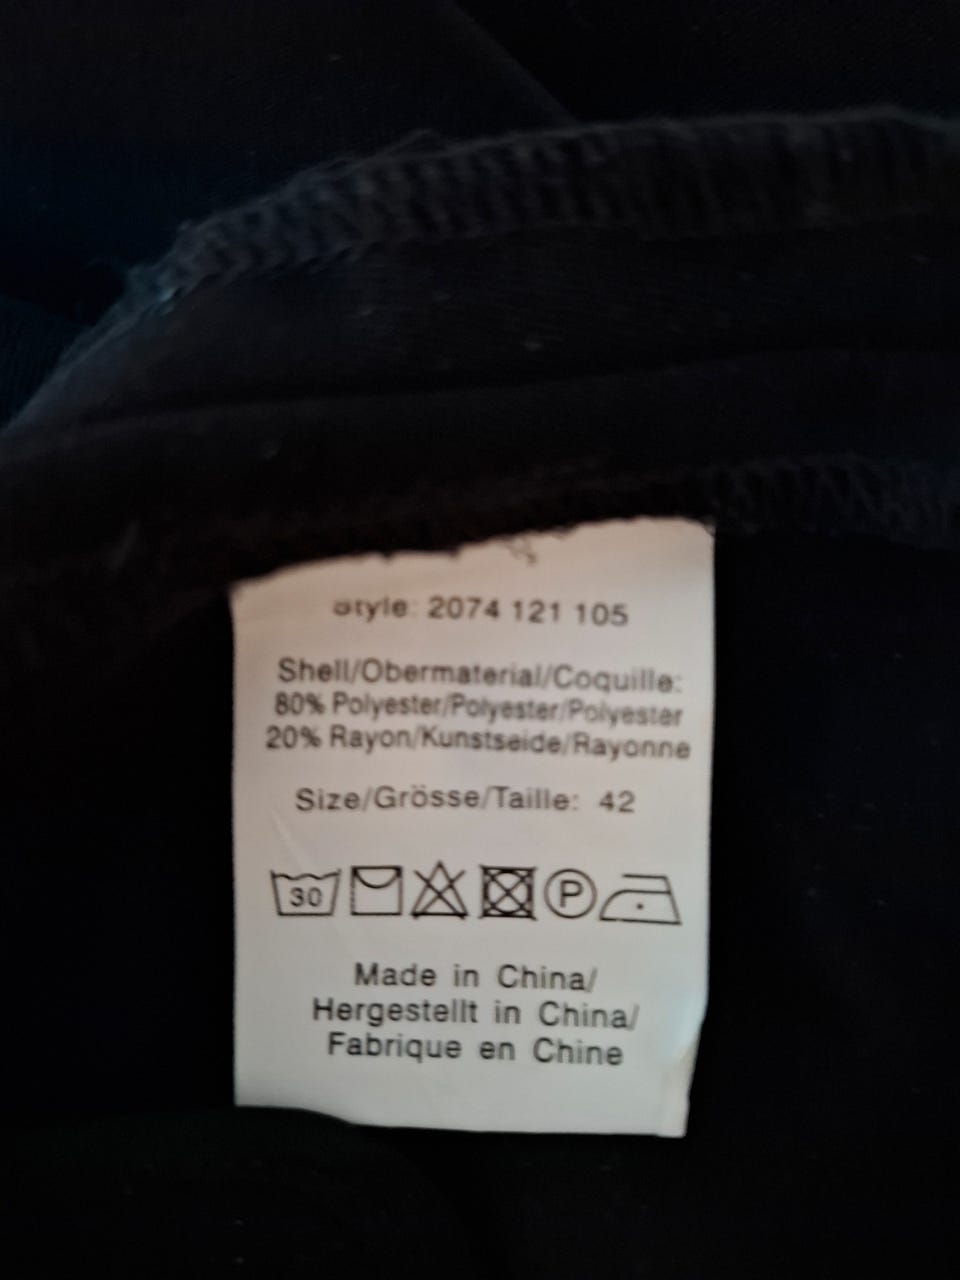 Style: 2074 121 105
Shell/Obermaterial/Coquille:
80% Polyester/Polyester/Polyester
20% Rayon/Kunstseide/Rayonne
Size/Grösse/Taille: 42
30
P
Made in China/
Hergestellt in China/
Fabrique en Chine